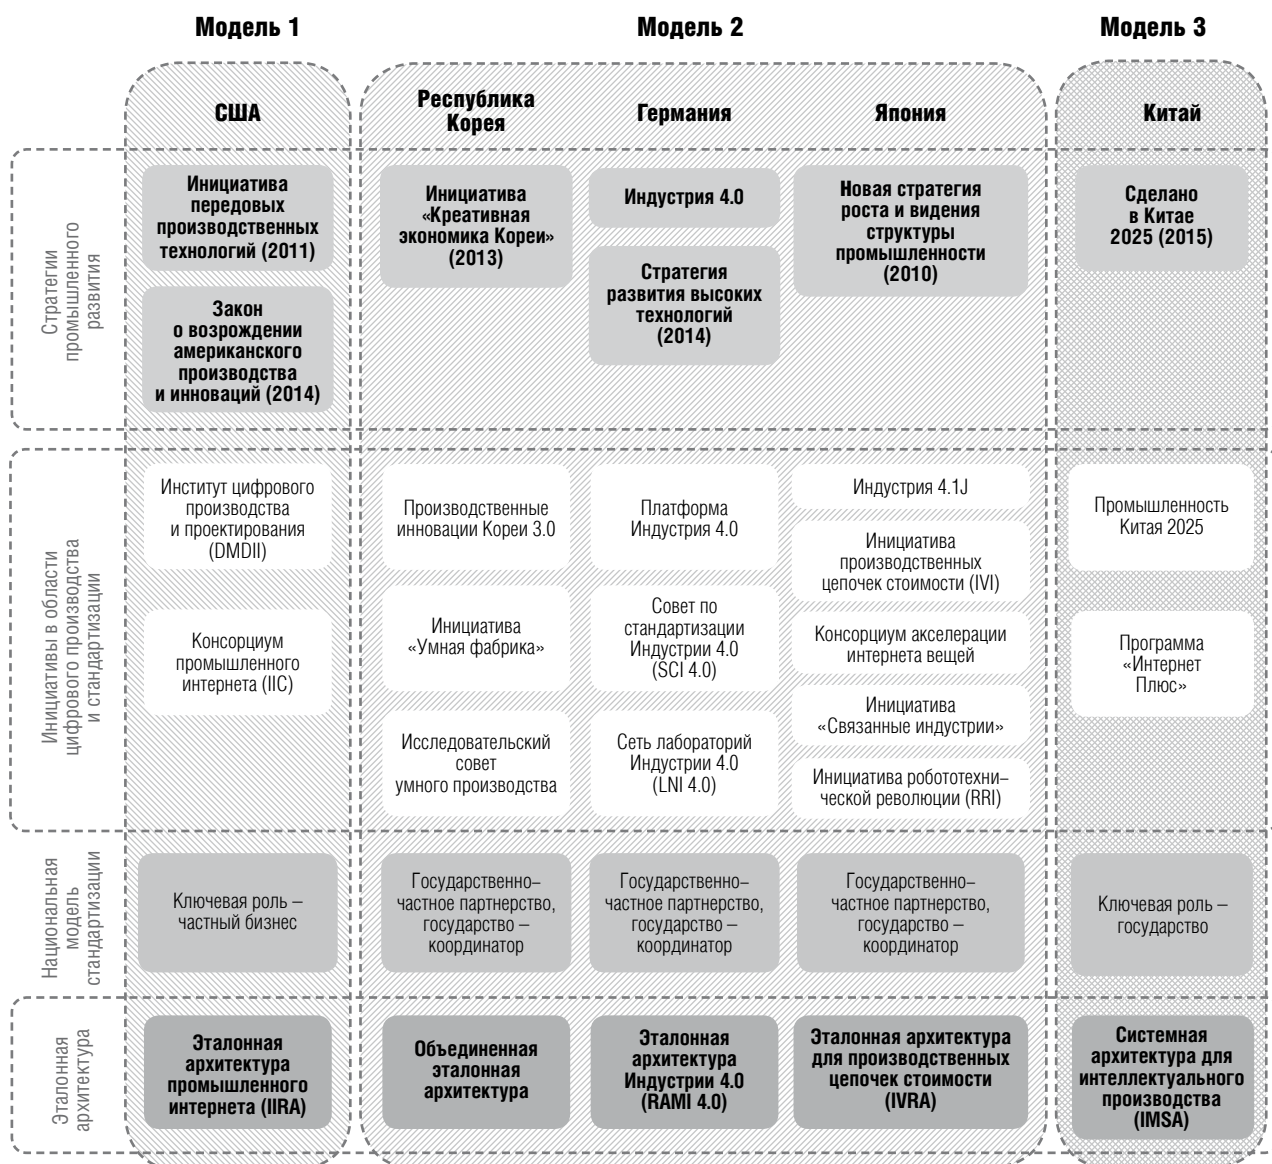 Модель 1
Модель 2
Модель 3
США
Республика
Корея
Германия
Япония
Китай
Стратегии
промышленного
развития
Инициатива
передовых
производственных
технологий (2011)
Закон
о возрождении
американского
производства
и инноваций (2014)
Инициатива
«Креативная
экономика Кореи»
(2013)
Индустрия 4.0
Стратегия
развития высоких
технологий
(2014)
Новая стратегия
роста и видения
структуры
промышленности
(2010)
Сделано
в Китае
2025 (2015)
Инициативы в области
цифрового производства
и стандартизации
Институт цифрового
производства
и проектирования
(DMDII)
Консорциум
промышленного
интернета (IIC)
Производственные
инновации Кореи 3.0
Инициатива
«Умная фабрика»
Исследовательский
совет
умного производства
Платформа
Индустрия 4.0
Совет по
стандартизации
Индустрии 4.0
(SCI 4.0)
Сеть лабораторий
Индустрии 4.0
(LNI 4.0)
Индустрия 4.1J
Инициатива
производственных
цепочек стоимости (IVI)
Консорциум акселерации
интернета вещей
Инициатива
«Связанные индустрии»
Инициатива робототехни–
ческой революции (RRI)
Промышленность
Китая 2025
Программа
«Интернет
Плюс»
Национальная
модель
стандартизации
Ключевая роль –
частный бизнес
Государственно–
частное партнерство,
государство –
координатор
Государственно–
частное партнерство,
государство –
координатор
Государственно–
частное партнерство,
государство –
координатор
Ключевая роль –
государство
Эталонная
архитектура
Эталонная
архитектура
промышленного
интернета (IIRA)
Объединенная
эталонная
архитектура
Эталонная
архитектура
Индустрии 4.0
(RAMI 4.0)
Эталонная архитектура
для производственных
цепочек стоимости
(IVRA)
Системная
архитектура для
интеллектуального
производства
(IMSA)